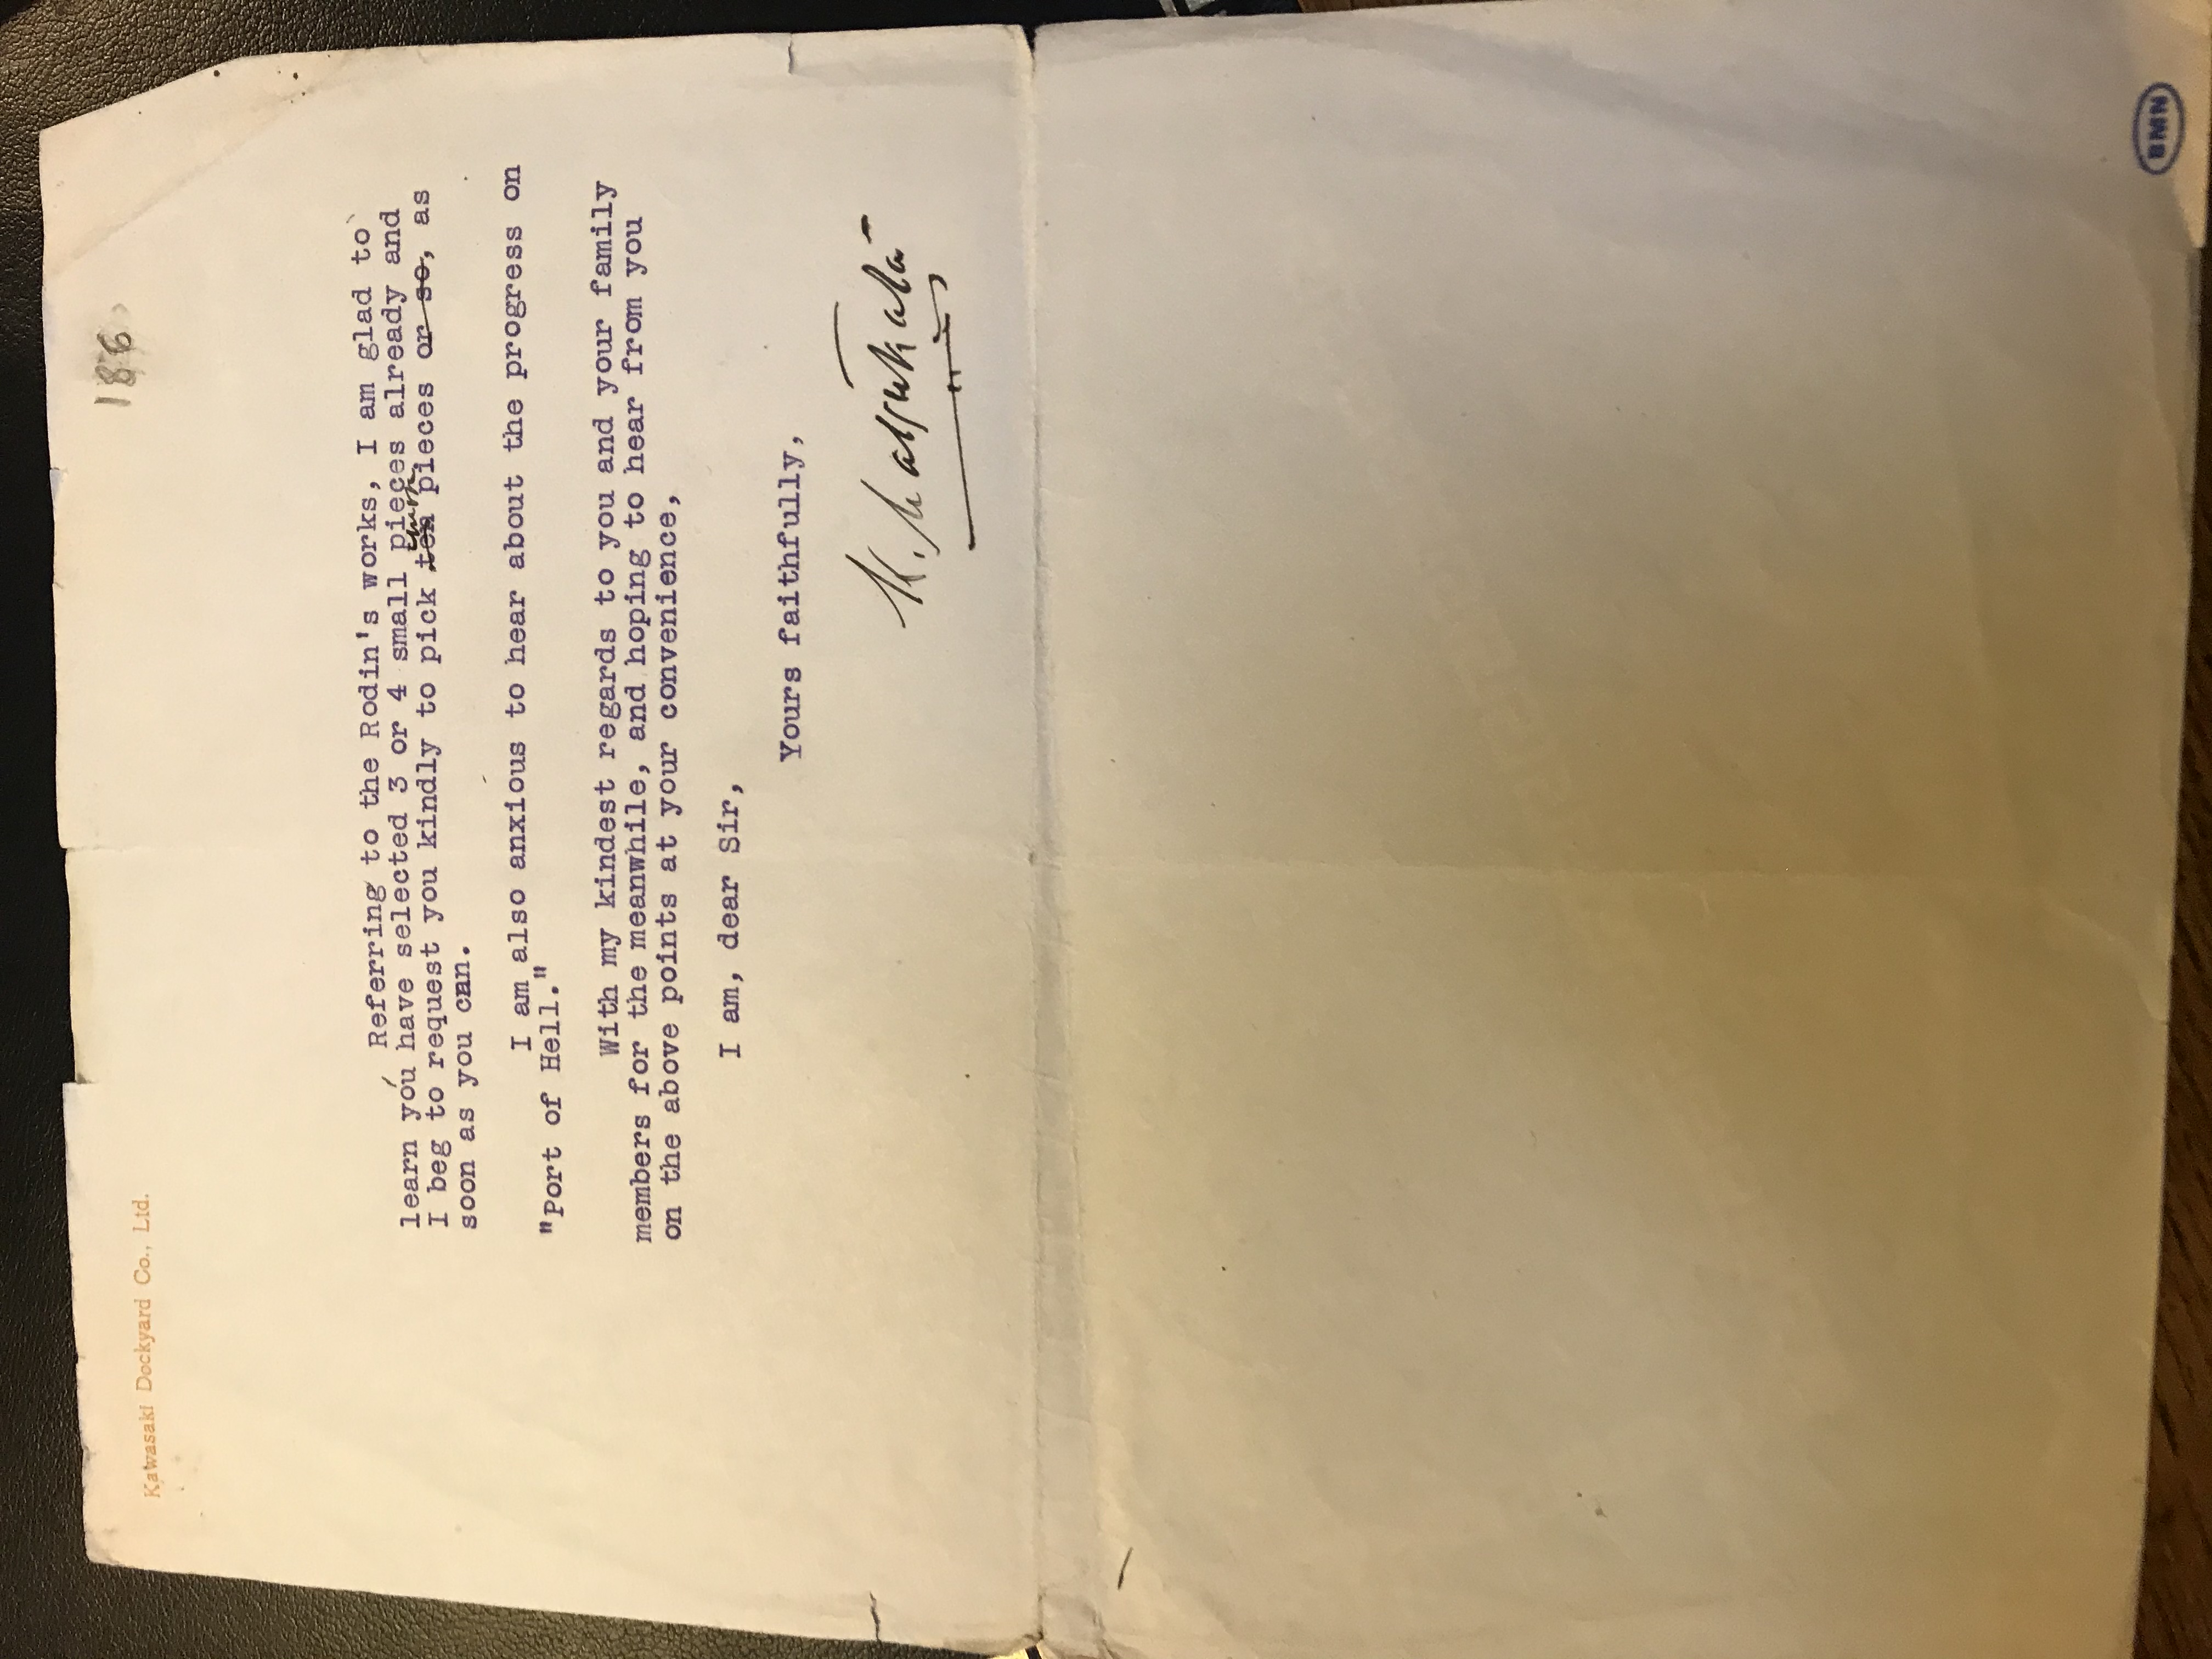 Kawasaki Dockyard Co., Ltd.
186
Referring to the Rodin's works, I am glad to
learn you have selected 3 or 4 small pieces already and
I beg to request you kindly to pick ten pieces or so, as
soon as you can.
I am also anxious to hear about the progress on
"Port of Hell."
With my kindest regards to you and your family
members for the meanwhile, and hoping to hear from you
on the above points at your convenience,
I am, dear Sir,
Yours faithfully,
K. Matsukata
BMN